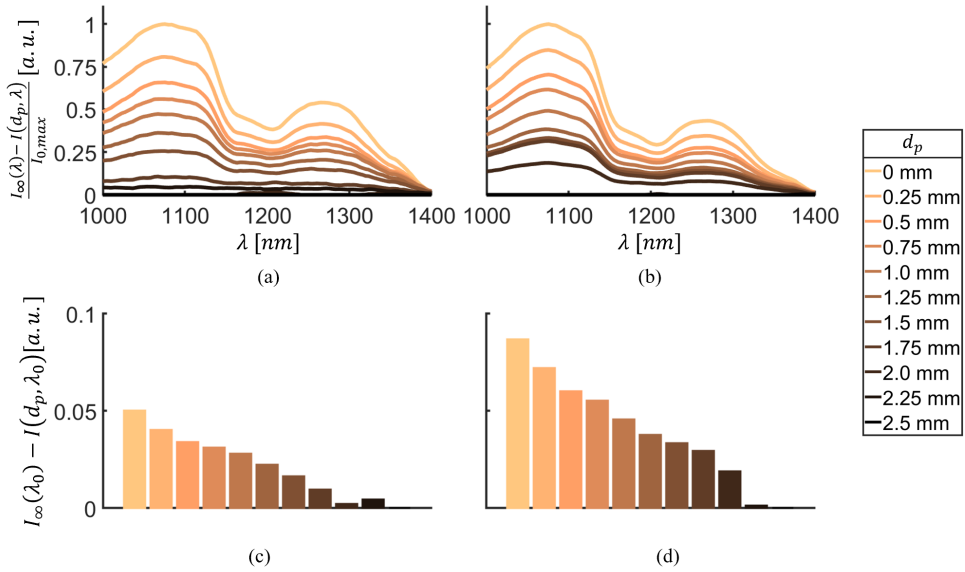 I∞(λ) − I(dp, λ) / I0,max [a.u.]
1
0.75
0.5
0.25
0
1000
1100
1200
1300
1400
λ [nm]
(a)
1000
1100
1200
1300
1400
λ [nm]
(b)
I∞(λ0) − I(dp, λ0)[a.u.]
0.1
0.05
0
(c)
(d)
dp
0 mm
0.25 mm
0.5 mm
0.75 mm
1.0 mm
1.25 mm
1.5 mm
1.75 mm
2.0 mm
2.25 mm
2.5 mm